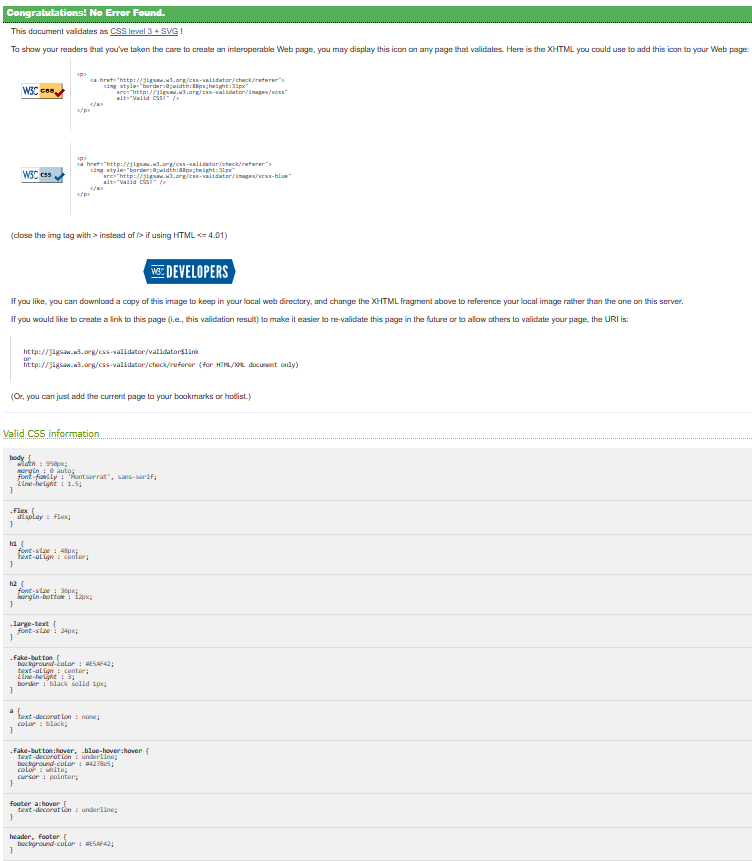 Congratulations! No Error Found.
This document validates as CSS level 3 + SVG !
To show your readers that you've taken the care to create an interoperable Web page, you may display this icon on any page that validates. Here is the XHTML you could use to add this icon to your Web page:
W3C css
<p>
<a href="http://jigsaw.w3.org/css-validator/check/referer">
<img style="border:0;width:88px;height:31px"
src="http://jigsaw.w3.org/css-validator/images/vcss"
alt="Valid CSS!" />
</a>
</p>
W3C css
<p>
<a href="http://jigsaw.w3.org/css-validator/check/referer">
<img style="border:0;width:88px;height:31px"
src="http://jigsaw.w3.org/css-validator/images/vcss-blue"
alt="Valid CSS!" />
</a>
</p>
(close the img tag with > instead of /> if using HTML <= 4.01)
W3C DEVELOPERS
If you like, you can download a copy of this image to keep in your local web directory, and change the XHTML fragment above to reference your local image rather than the one on this server.
If you would like to create a link to this page (i.e., this validation result) to make it easier to re-validate this page in the future or to allow others to validate your page, the URI is:
http://jigsaw.w3.org/css-validator/validator$link
or
http://jigsaw.w3.org/css-validator/check/referer (for HTML/XML document only)
(Or, you can just add the current page to your bookmarks or hotlist.)
Valid CSS information
body {
width : 950px;
margin : 0 auto;
font-family : 'Montserrat', sans-serif;
line-height : 1.5;
}
.flex {
display : flex;
}
h1 {
font-size : 48px;
text-align : center;
}
h2 {
font-size : 36px;
margin-bottom : 12px;
}
.large-text {
font-size : 24px;
}
.fake-button {
background-color : #E5AF42;
text-align : center;
line-height : 3;
border : black solid 1px;
}
a {
text-decoration : none;
color : black;
}
.fake-button:hover, .blue-hover:hover {
text-decoration : underline;
background-color : #4278e5;
color : white;
cursor : pointer;
}
footer a:hover {
text-decoration : underline;
}
header, footer {
background-color : #E5AF42;
}